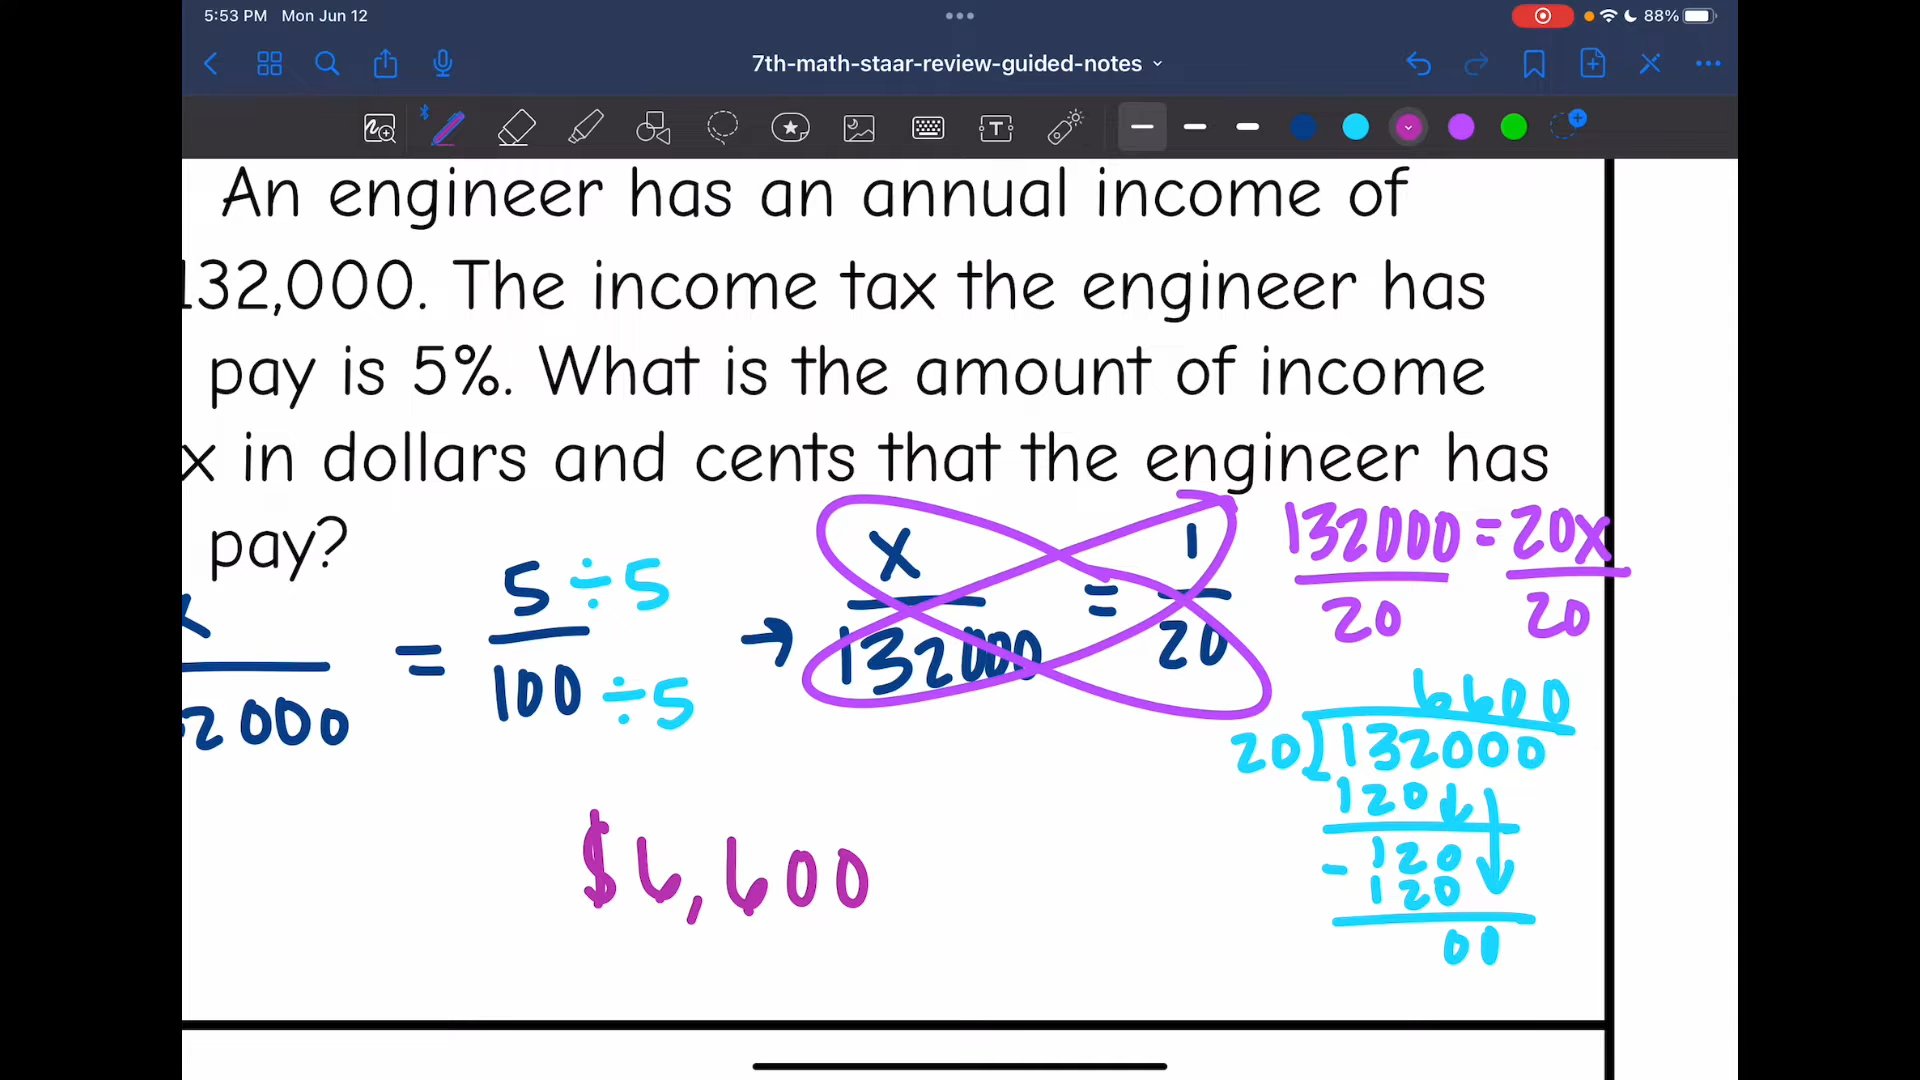 5:53 PM Mon Jun 12
88%
7th-math-staar-review-guided-notes
T
An engineer has an annual income of
132,000. The income tax the engineer has
pay is 5%. What is the amount of income
x in dollars and cents that the engineer has
pay?
x/2000 = 5/100 ÷5/÷5 → x/132000 = 1/20
132000/20 = 20x/20
6600
20)132000
120
- 120
120
00
$6,600